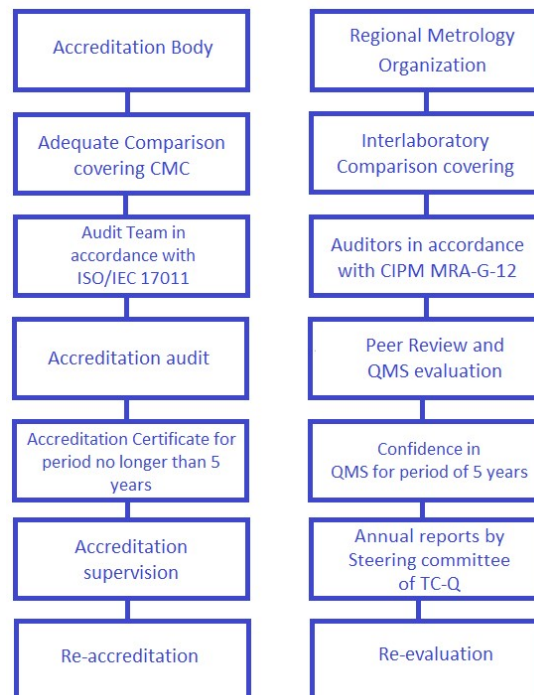 Accreditation Body
Adequate Comparison
covering CMC
Audit Team in
accordance with
ISO/IEC 17011
Accreditation audit
Accreditation Certificate for
period no longer than 5
years
Accreditation
supervision
Re-accreditation
Regional Metrology
Organization
Interlaboratory
Comparison covering
Auditors in accordance
with CIPM MRA-G-12
Peer Review and
QMS evaluation
Confidence in
QMS for period of 5 years
Annual reports by
Steering committee
of TC-Q
Re-evaluation